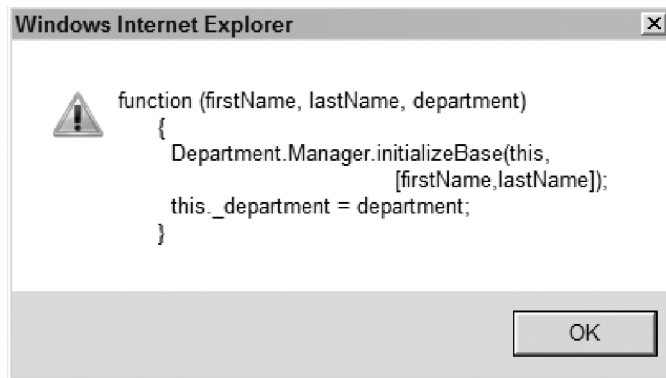 Windows Internet Explorer
function (firstName, lastName, department)
{
Department.Manager.initializeBase(this,
[firstName,lastName]);
this._department = department;
}
OK